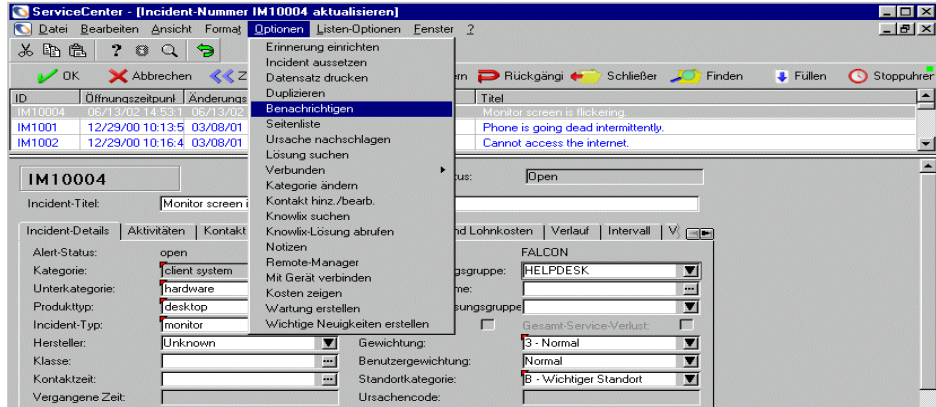 ServiceCenter - [Incident-Nummer IM10004 aktualisieren]
Datei Bearbeiten Ansicht Format Optionen Listen-Optionen Fenster ?
OK Abbrechen Z rn Rückgängi Schließer Finden Füllen Stoppuhrer
Erinnerung einrichten
Incident aussetzen
Datensatz drucken
Duplizieren
Benachrichtigen
Seitenliste
Ursache nachschlagen
Lösung suchen
Verbunden
Kategorie ändern
Kontakt hinz./bearb.
Knowlix suchen
Knowlix-Lösung abrufen
Notizen
Remote-Manager
Mit Gerät verbinden
Kosten zeigen
Wartung erstellen
Wichtige Neuigkeiten erstellen
ID Öffnungszeitpunl Änderungs Titel
IM10004 06/13/02 14:53:1 06/13/02 Monitor screen is flickering.
IM1001 12/29/00 10:13:5 03/08/01 Phone is going dead intermittently.
IM1002 12/29/00 10:16:4 03/08/01 Cannot access the internet.
IM10004 tus: Open
Incident-Titel: Monitor screen i
Incident-Details Aktivitäten Kontakt nd Lohnkosten Verlauf Intervall
Alert-Status: open FALCON
Kategorie: client system gsgruppe: HELPDESK
Unterkategorie: hardware me:
Produkttyp: desktop sungsgruppe
Incident-Typ: monitor Gesamt-Service-Verlust:
Hersteller: Unknown Gewichtung: 3 - Normal
Klasse: Benutzergewichtung: Normal
Kontaktzeit: Standortkategorie: B - Wichtiger Standort
Vergangene Zeit: Ursachencode: